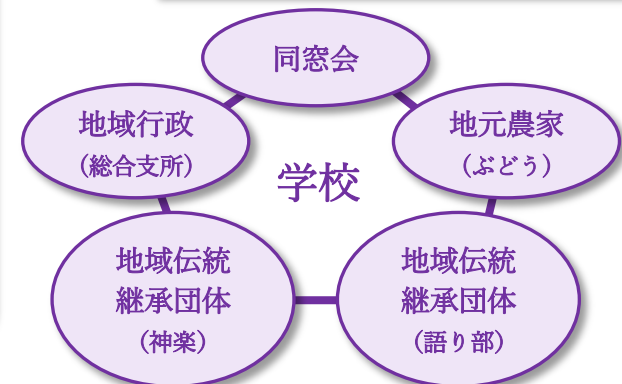 同窓会
地域行政
（総合支所）
地元農家
（ぶどう）
学校
地域伝統
継承団体
（神楽）
地域伝統
継承団体
（語り部）